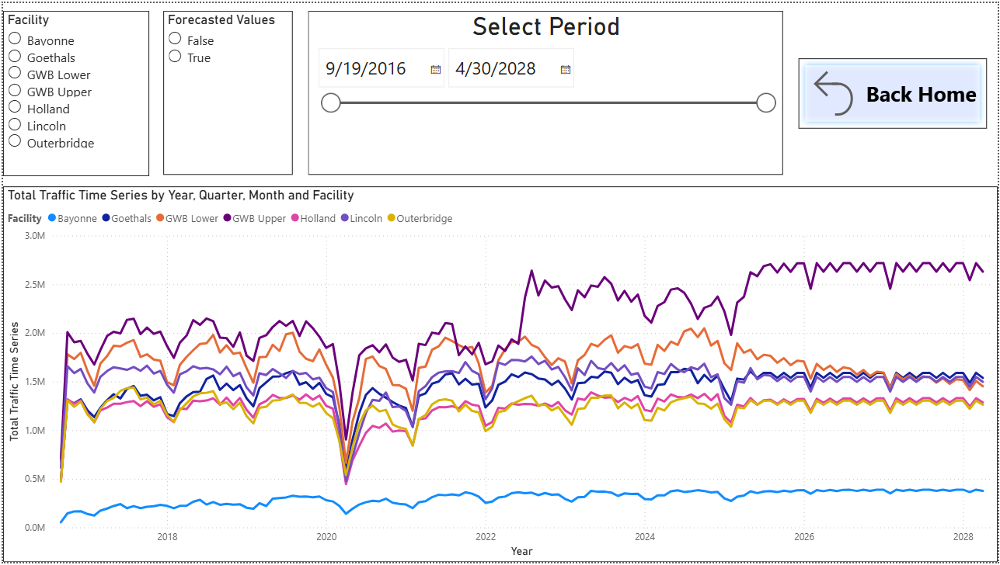 Facility
Bayonne
Goethals
GWB Lower
GWB Upper
Holland
Lincoln
Outerbridge
Forecasted Values
False
True
Select Period
9/19/2016 4/30/2028
Back Home
Total Traffic Time Series by Year, Quarter, Month and Facility
Facility Bayonne Goethals GWB Lower GWB Upper Holland Lincoln Outerbridge
Total Traffic Time Series
3.0M
2.5M
2.0M
1.5M
1.0M
0.5M
0.0M
2018 2020 2022 2024 2026 2028
Year